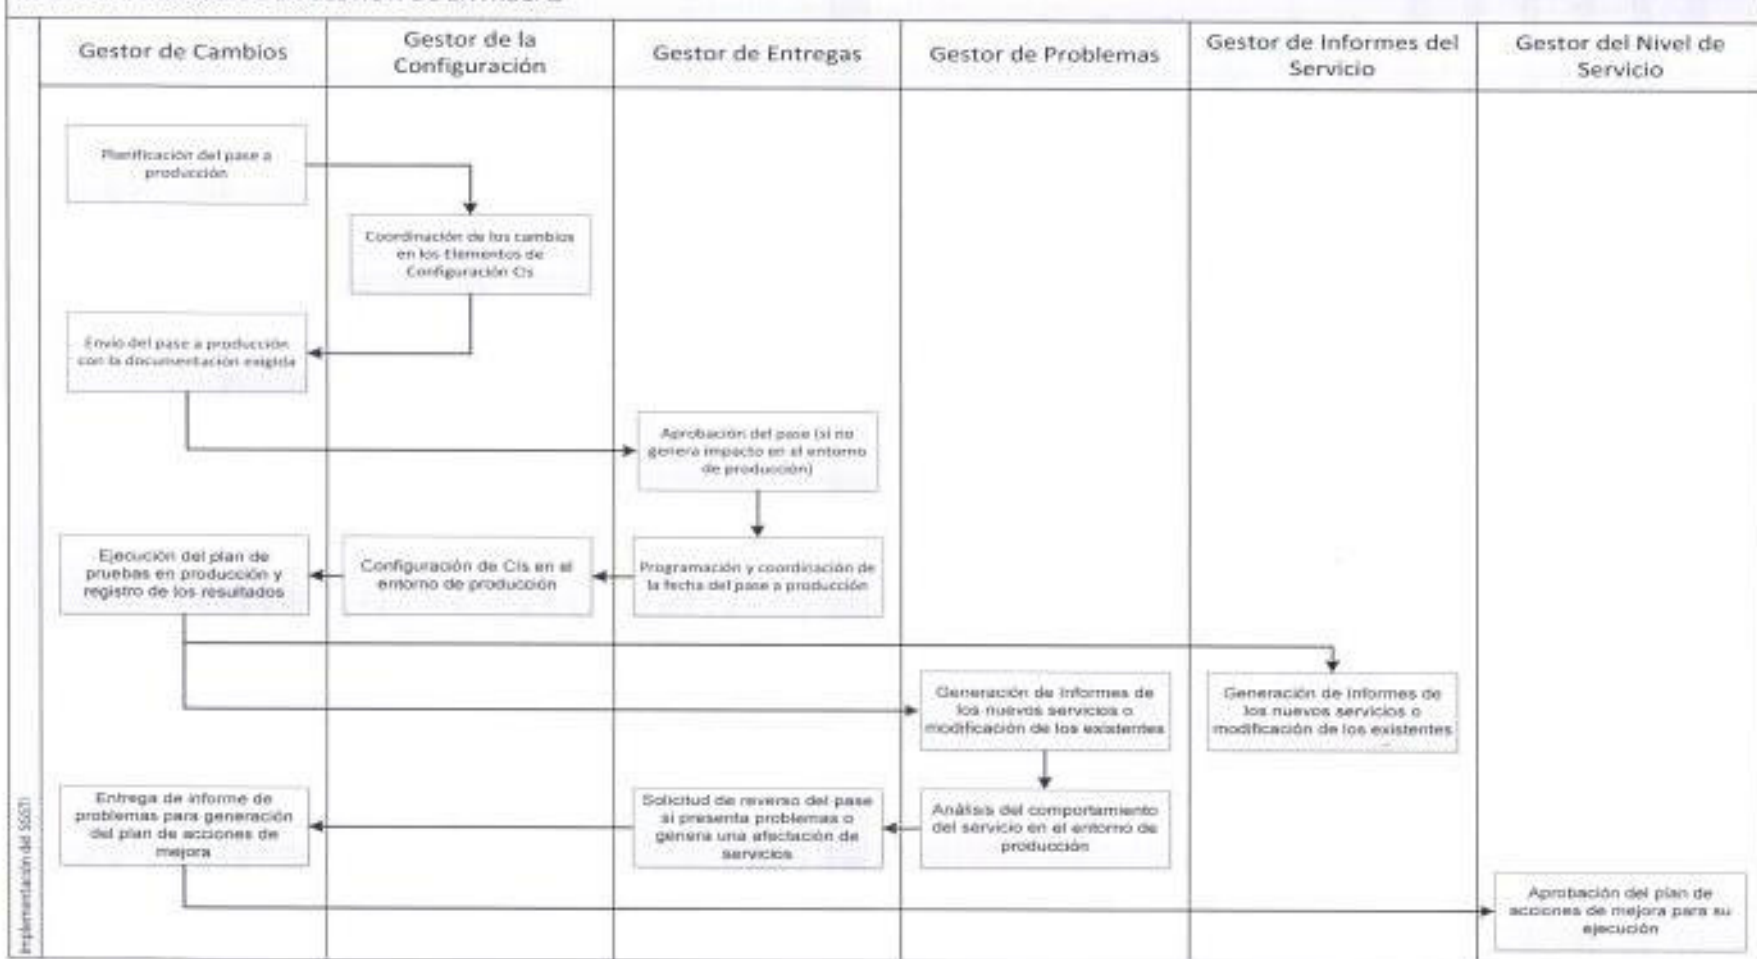 Gestor de Cambios
Gestor de la
Configuración
Gestor de Entregas
Gestor de Problemas
Gestor de Informes del
Servicio
Gestor del Nivel de
Servicio
Planificación del pase a
producción
Coordinación de los cambios
en los Elementos de
Configuración CIs
Envío del pase a producción
con la documentación exigida
Aprobación del pase (si no
genera impacto en el entorno
de producción)
Ejecución del plan de
pruebas en producción y
registro de los resultados
Configuración de CIs en el
entorno de producción
Programación y coordinación de
la fecha del pase a producción
Generación de informes de
los nuevos servicios o
modificación de los existentes
Generación de informes de
los nuevos servicios o
modificación de los existentes
Entrega de informe de
problemas para generación
del plan de acciones de
mejora
Solicitud de reverso del pase
si presenta problemas o
genera una afectación de
servicios
Análisis del comportamiento
del servicio en el entorno de
producción
Aprobación del plan de
acciones de mejora para su
ejecución
Implementación del SGSTI